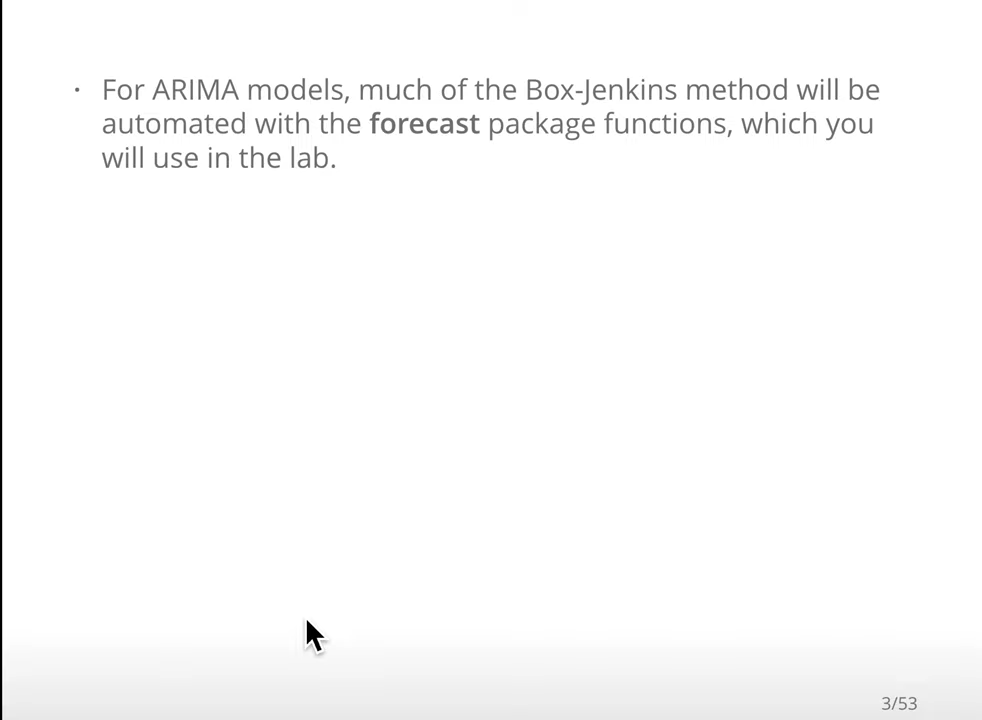 · For ARIMA models, much of the Box-Jenkins method will be
automated with the forecast package functions, which you
will use in the lab.
3/53